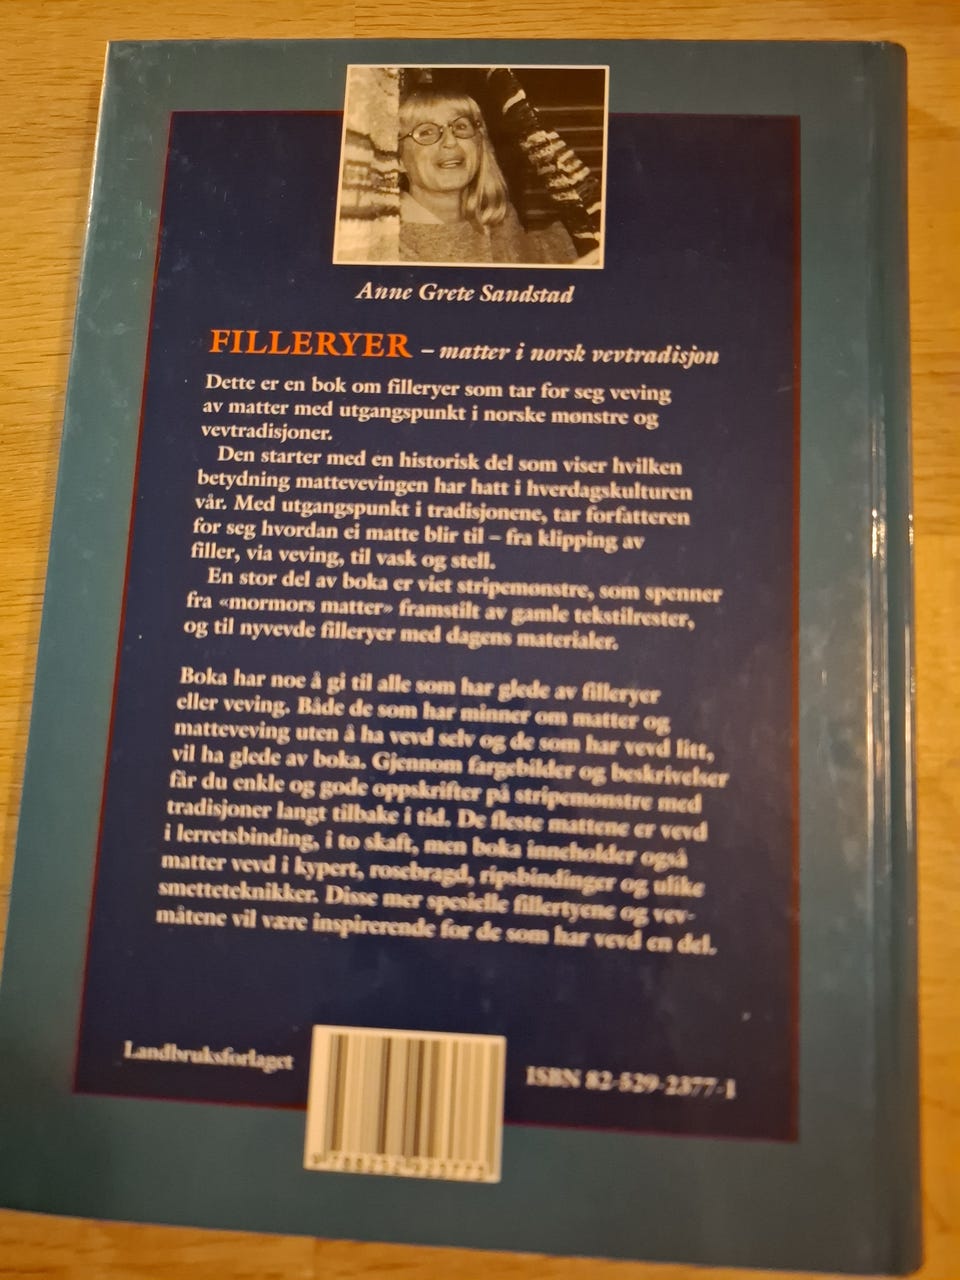 Anne Grete Sandstad
FILLERYER – matter i norsk vevtradisjon
Dette er en bok om filleryer som tar for seg veving
av matter med utgangspunkt i norske mønstre og
vevtradisjoner.
Den starter med en historisk del som viser hvilken
betydning mattevevingen har hatt i hverdagskulturen
vår. Med utgangspunkt i tradisjonene, tar forfatteren
for seg hvordan ei matte blir til – fra klipping av
filler, via veving, til vask og stell.
En stor del av boka er viet stripemønstre, som spenner
fra «mormors matter» framstilt av gamle tekstilrester,
og til nyvevde filleryer med dagens materialer.
Boka har noe å gi til alle som har glede av filleryer
eller veving. Både de som har minner om matter og
matteveving uten å ha vevd selv og de som har vevd litt,
vil ha glede av boka. Gjennom fargebilder og beskrivelser
får du enkle og gode oppskrifter på stripemønstre med
tradisjoner langt tilbake i tid. De fleste mattene er vevd
i lerretsbinding, i to skaft, men boka inneholder også
matter vevd i kypert, rosebragd, ripsbindinger og ulike
smetteteknikker. Disse mer spesielle fillertyene og vev-
måtene vil være inspirerende for de som har vevd en del.
Landbruksforlaget
ISBN 82-529-2377-1